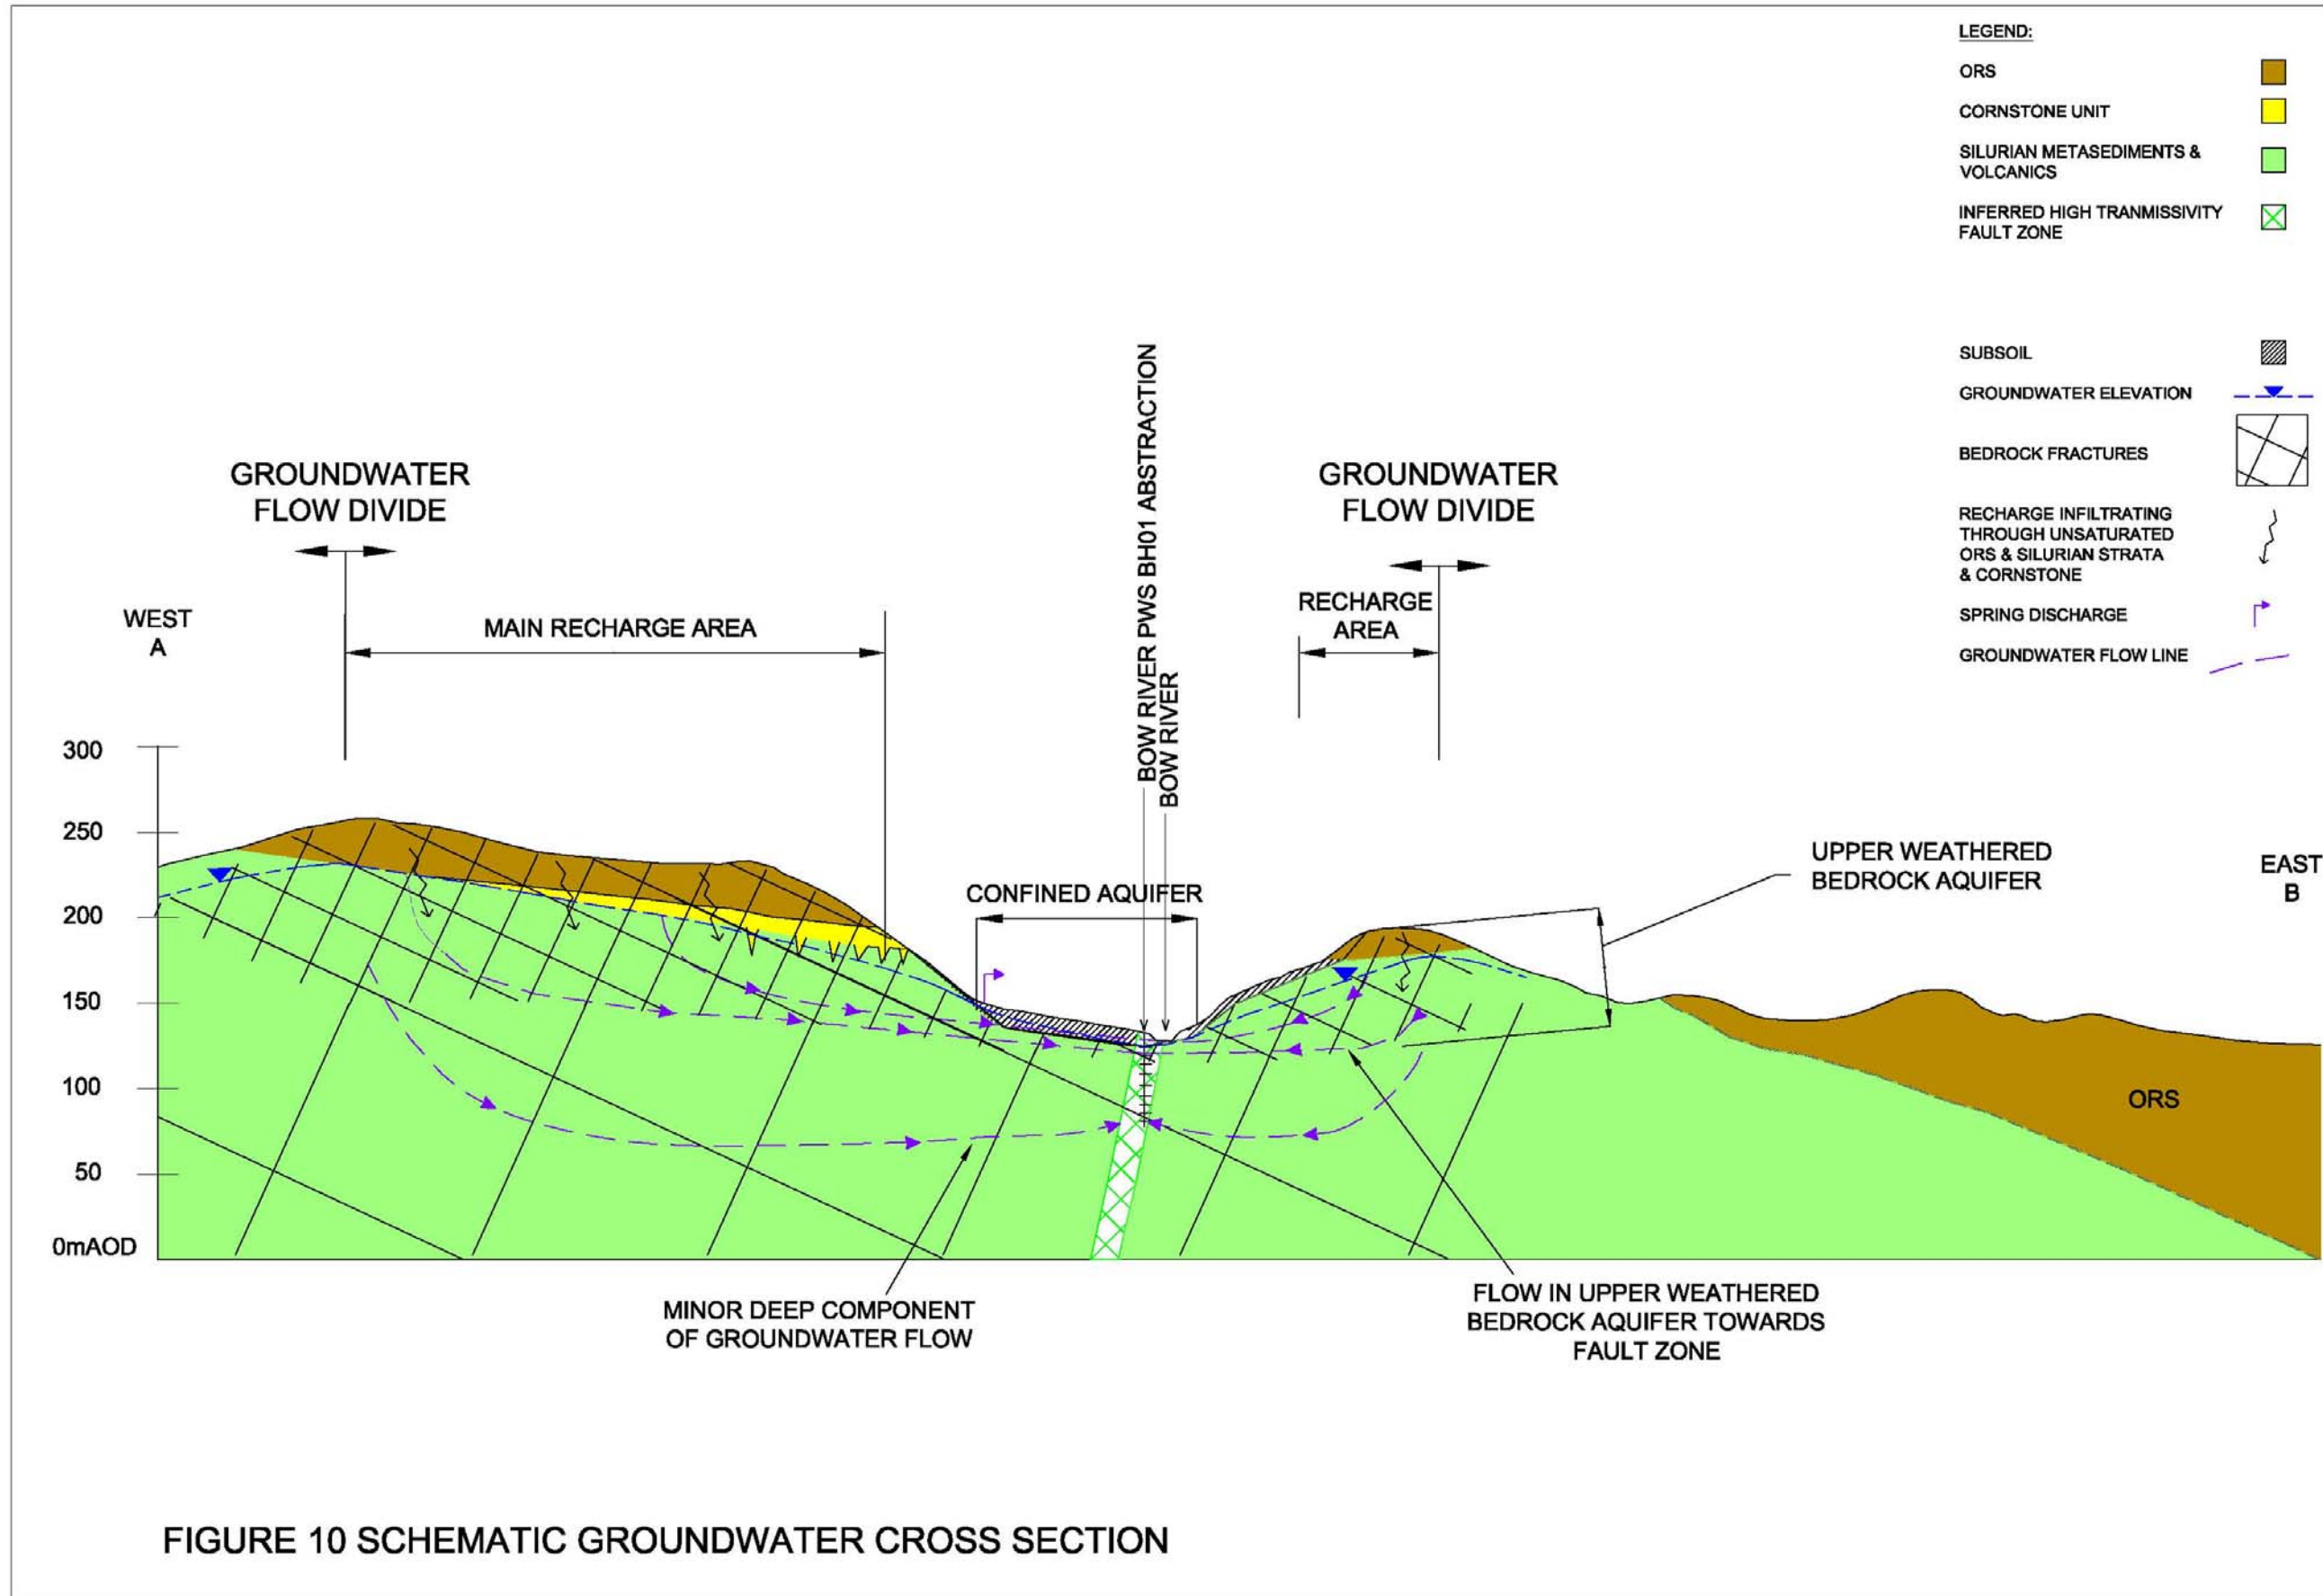 LEGEND:
ORS
CORNSTONE UNIT
SILURIAN METASEDIMENTS &
VOLCANICS
INFERRED HIGH TRANMISSIVITY
FAULT ZONE
SUBSOIL
GROUNDWATER ELEVATION
BEDROCK FRACTURES
RECHARGE INFILTRATING
THROUGH UNSATURATED
ORS & SILURIAN STRATA
& CORNSTONE
SPRING DISCHARGE
GROUNDWATER FLOW LINE
GROUNDWATER
FLOW DIVIDE
GROUNDWATER
FLOW DIVIDE
WEST
A
MAIN RECHARGE AREA
BOW RIVER PWS BH01 ABSTRACTION
BOW RIVER
RECHARGE
AREA
300
250
200
150
100
50
0mAOD
CONFINED AQUIFER
UPPER WEATHERED
BEDROCK AQUIFER
EAST
B
ORS
MINOR DEEP COMPONENT
OF GROUNDWATER FLOW
FLOW IN UPPER WEATHERED
BEDROCK AQUIFER TOWARDS
FAULT ZONE
FIGURE 10 SCHEMATIC GROUNDWATER CROSS SECTION